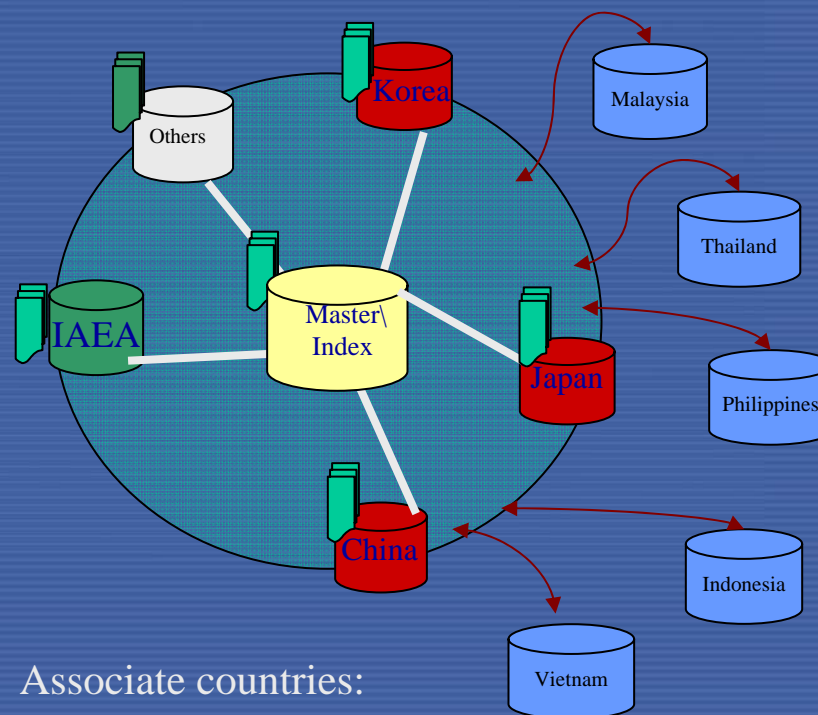 Korea
Malaysia
Others
Thailand
IAEA
Master\
Index
Japan
Philippines
China
Indonesia
Vietnam
Associate countries: